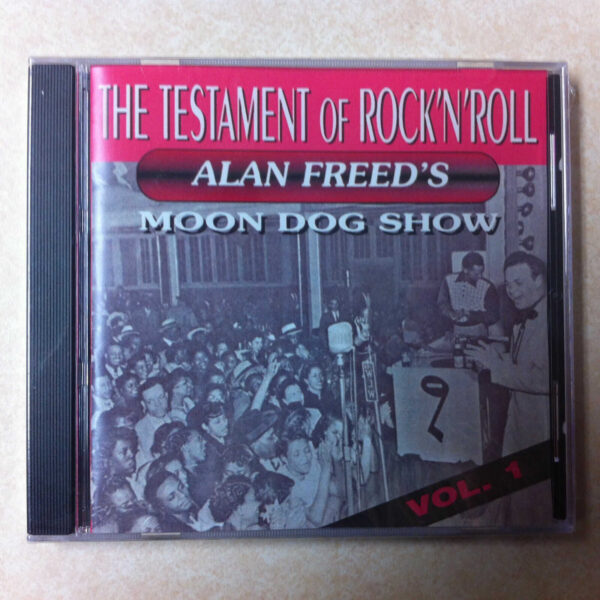 THE TESTAMENT OF ROCK'N'ROLL
ALAN FREED'S
MOON DOG SHOW
VOL. 1